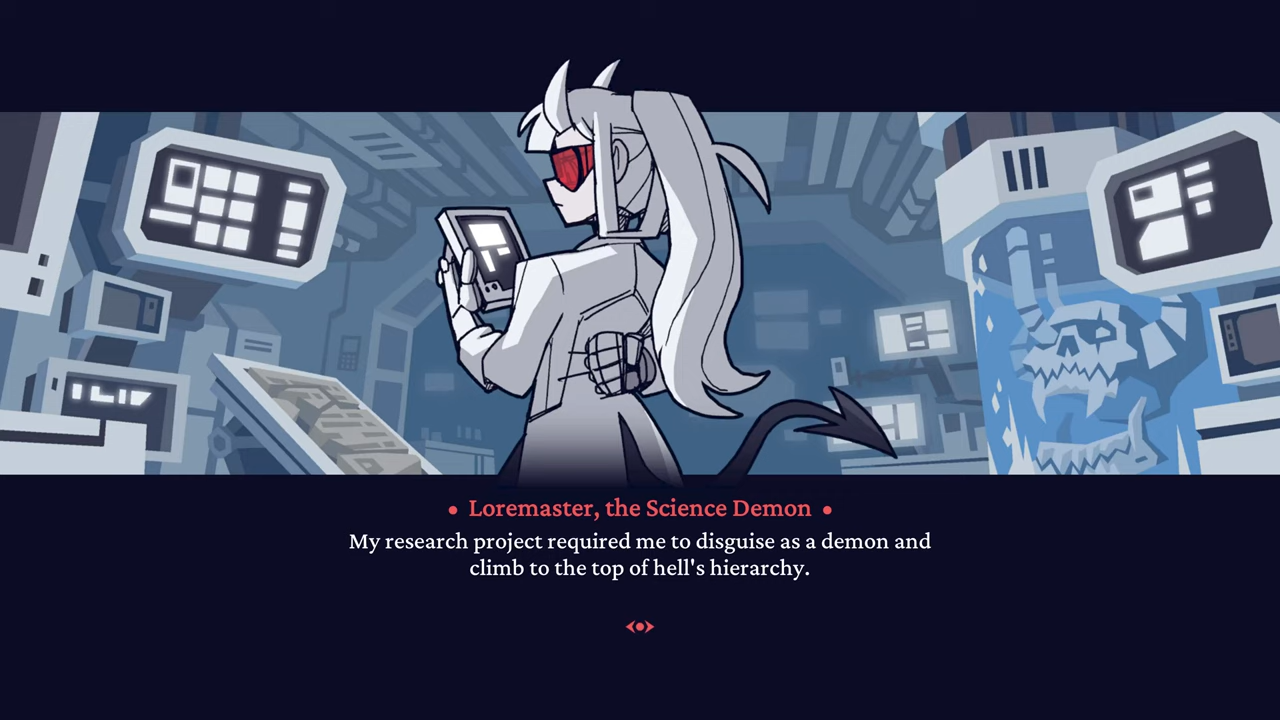 • Loremaster, the Science Demon •
My research project required me to disguise as a demon and
climb to the top of hell's hierarchy.